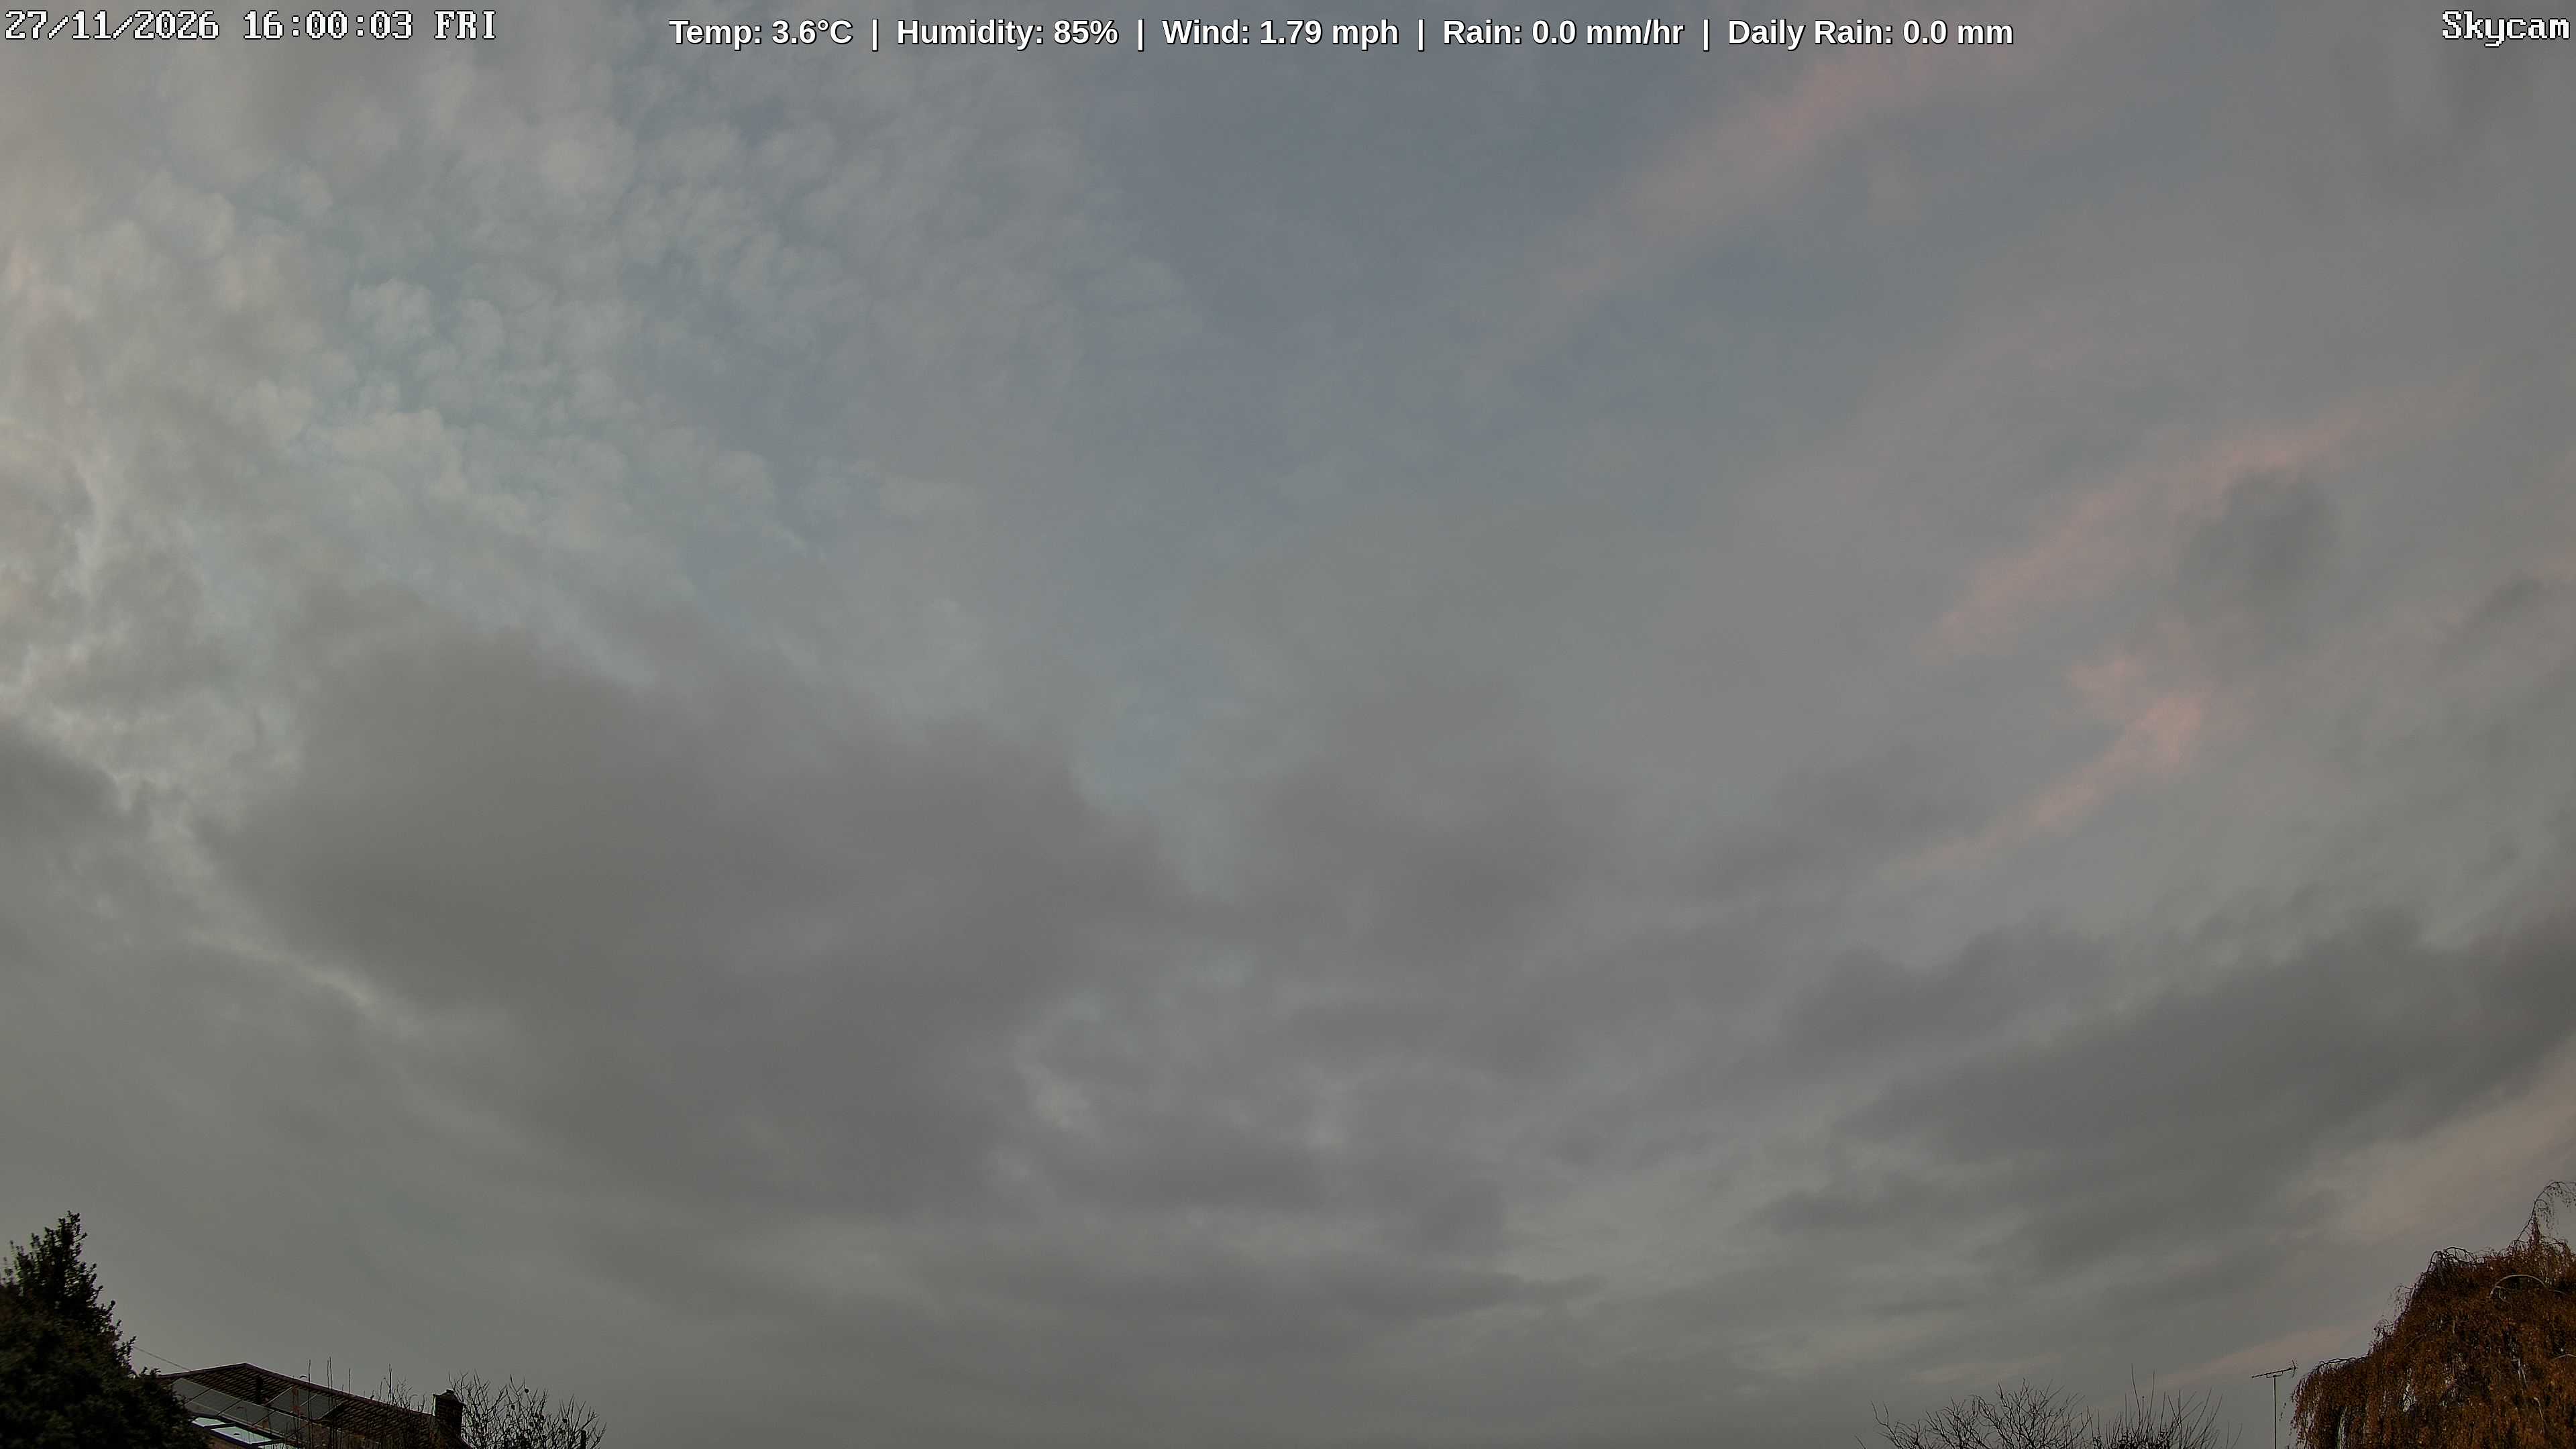 27/11/2026 16:00:03 FRI
Temp: 3.6°C | Humidity: 85% | Wind: 1.79 mph | Rain: 0.0 mm/hr | Daily Rain: 0.0 mm
Skycam